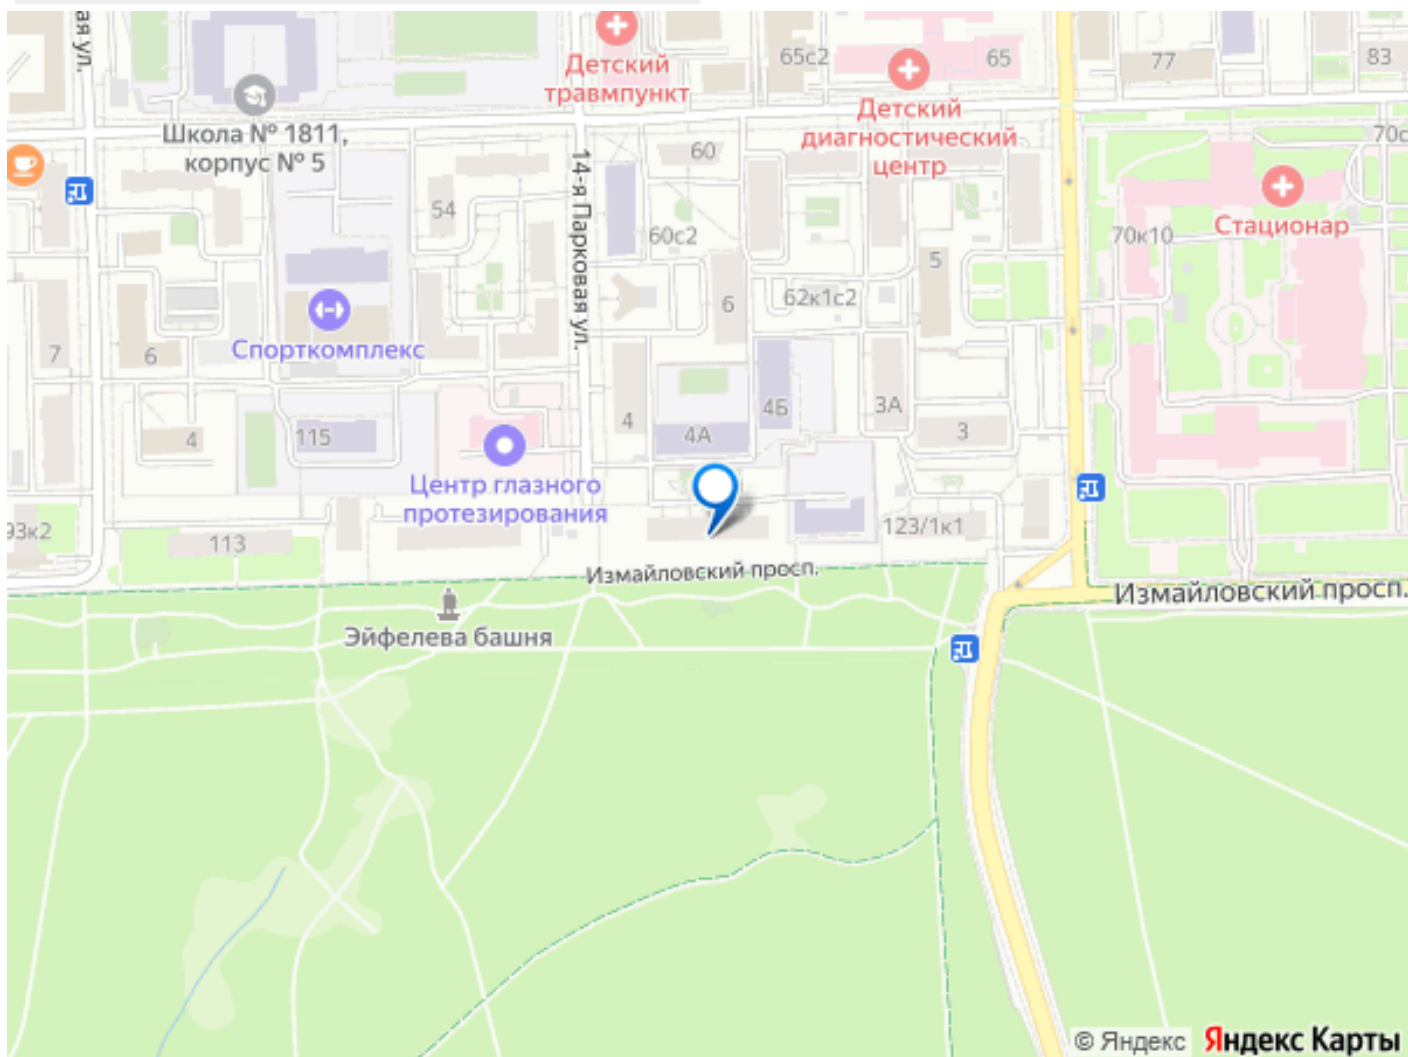 ая ул.
Детский
травмпункт
65с2
65
77
83
Детский
диагностический
центр
Школа № 1811,
корпус № 5
70с
60
14-я Парковая ул.
54
60с2
70к10
Стационар
5
62к1с2
6
Спорткомплекс
7
6
4Б
3А
4
4
115
4А
3
Центр глазного
протезирования
93к2
113
123/1к1
Измайловский просп.
Измайловский просп.
Эйфелева башня
© Яндекс Яндекс Карты